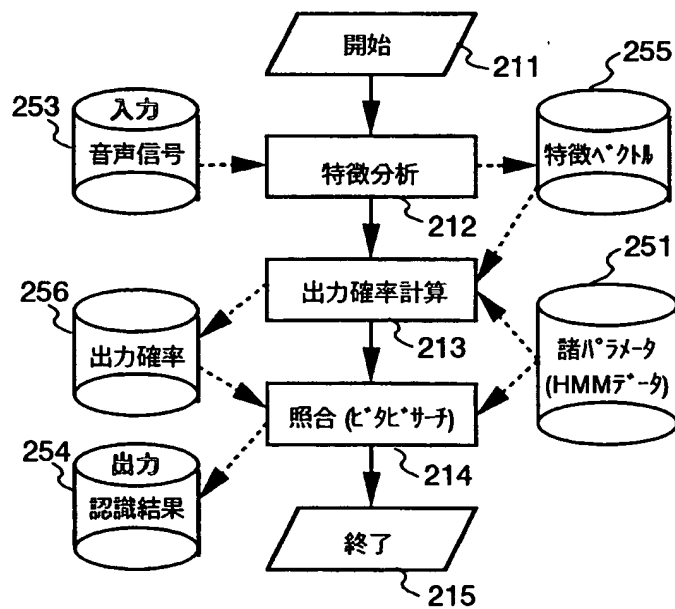 開始
211
255
253
入力
音声信号
特徴分析
212
特徴ﾍﾞｸﾄﾙ
251
256
出力確率計算
213
出力確率
諸ﾊﾟﾗﾒｰﾀ
(HMMﾃﾞｰﾀ)
照合 (ﾋﾞﾀﾋﾞｻｰﾁ)
214
254
出力
認識結果
終了
215